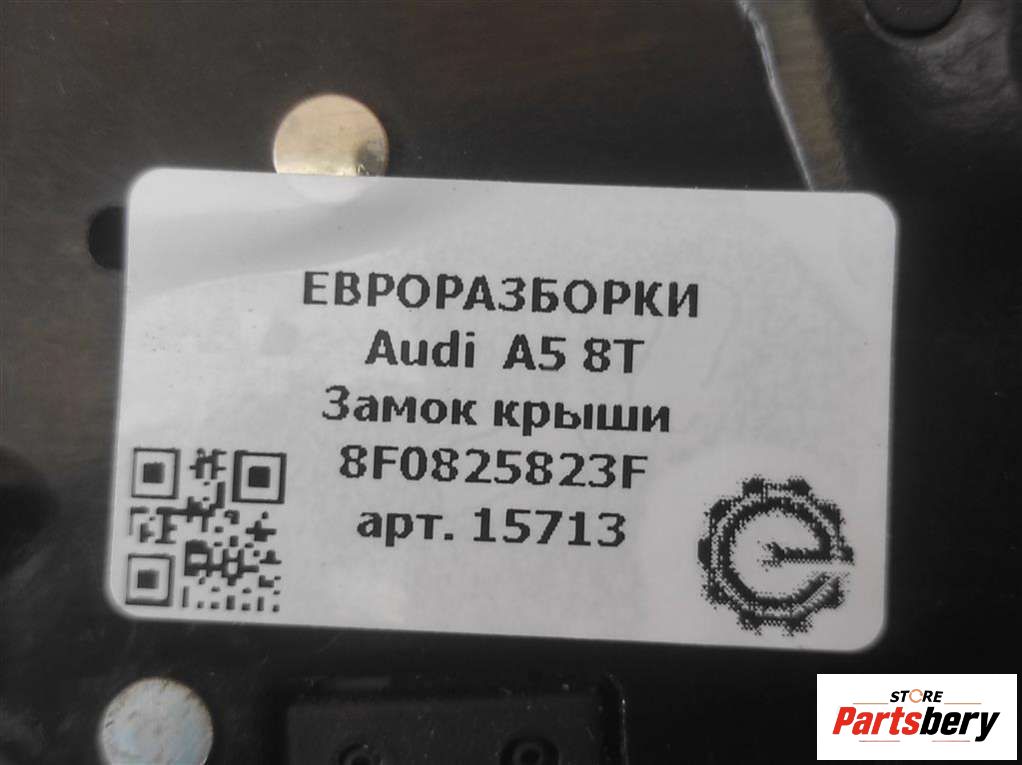 ЕВРОРАЗБОРКИ
Audi A5 8T
Замок крыши
8F0825823F
арт. 15713
STORE
Partsbery